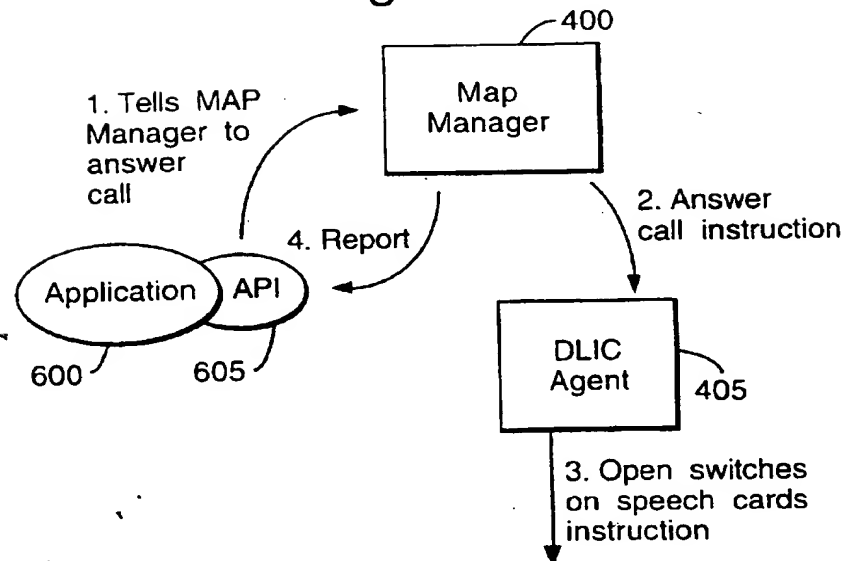 400
Map
Manager
1. Tells MAP
Manager to
answer
call
2. Answer
call instruction
4. Report
Application
API
600
605
DLIC
Agent
405
3. Open switches
on speech cards
instruction